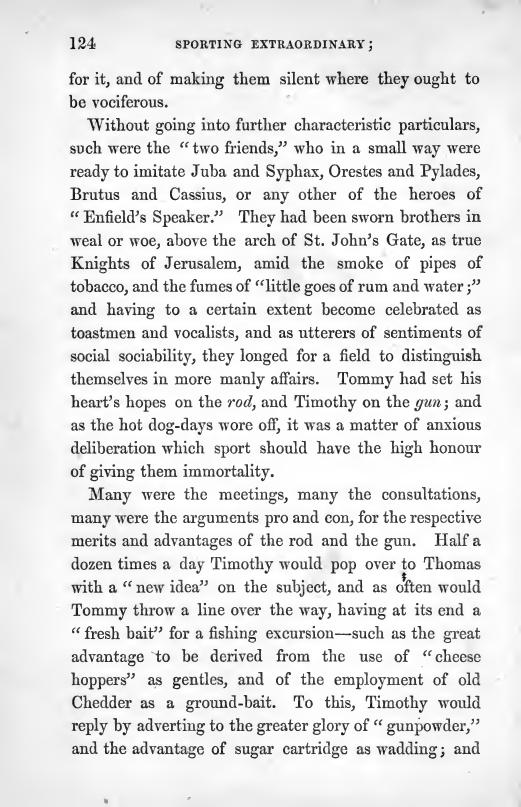 124 SPORTING EXTRAORDINARY;
for it, and of making them silent where they ought to
be vociferous.
Without going into further characteristic particulars,
such were the “two friends,” who in a small way were
ready to imitate Juba and Syphax, Orestes and Pylades,
Brutus and Cassius, or any other of the heroes of
“Enfield's Speaker.” They had been sworn brothers in
weal or woe, above the arch of St. John's Gate, as true
Knights of Jerusalem, amid the smoke of pipes of
tobacco, and the fumes of “little goes of rum and water;”
and having to a certain extent become celebrated as
toastmen and vocalists, and as utterers of sentiments of
social sociability, they longed for a field to distinguish
themselves in more manly affairs. Tommy had set his
heart's hopes on the rod, and Timothy on the gun; and
as the hot dog-days wore off, it was a matter of anxious
deliberation which sport should have the high honour
of giving them immortality.
Many were the meetings, many the consultations,
many were the arguments pro and con, for the respective
merits and advantages of the rod and the gun. Half a
dozen times a day Timothy would pop over to Thomas
with a “new idea” on the subject, and as often would
Tommy throw a line over the way, having at its end a
“fresh bait” for a fishing excursion—such as the great
advantage to be derived from the use of “cheese
hoppers” as gentles, and of the employment of old
Chedder as a ground-bait. To this, Timothy would
reply by adverting to the greater glory of “gunpowder,”
and the advantage of sugar cartridge as wadding; and